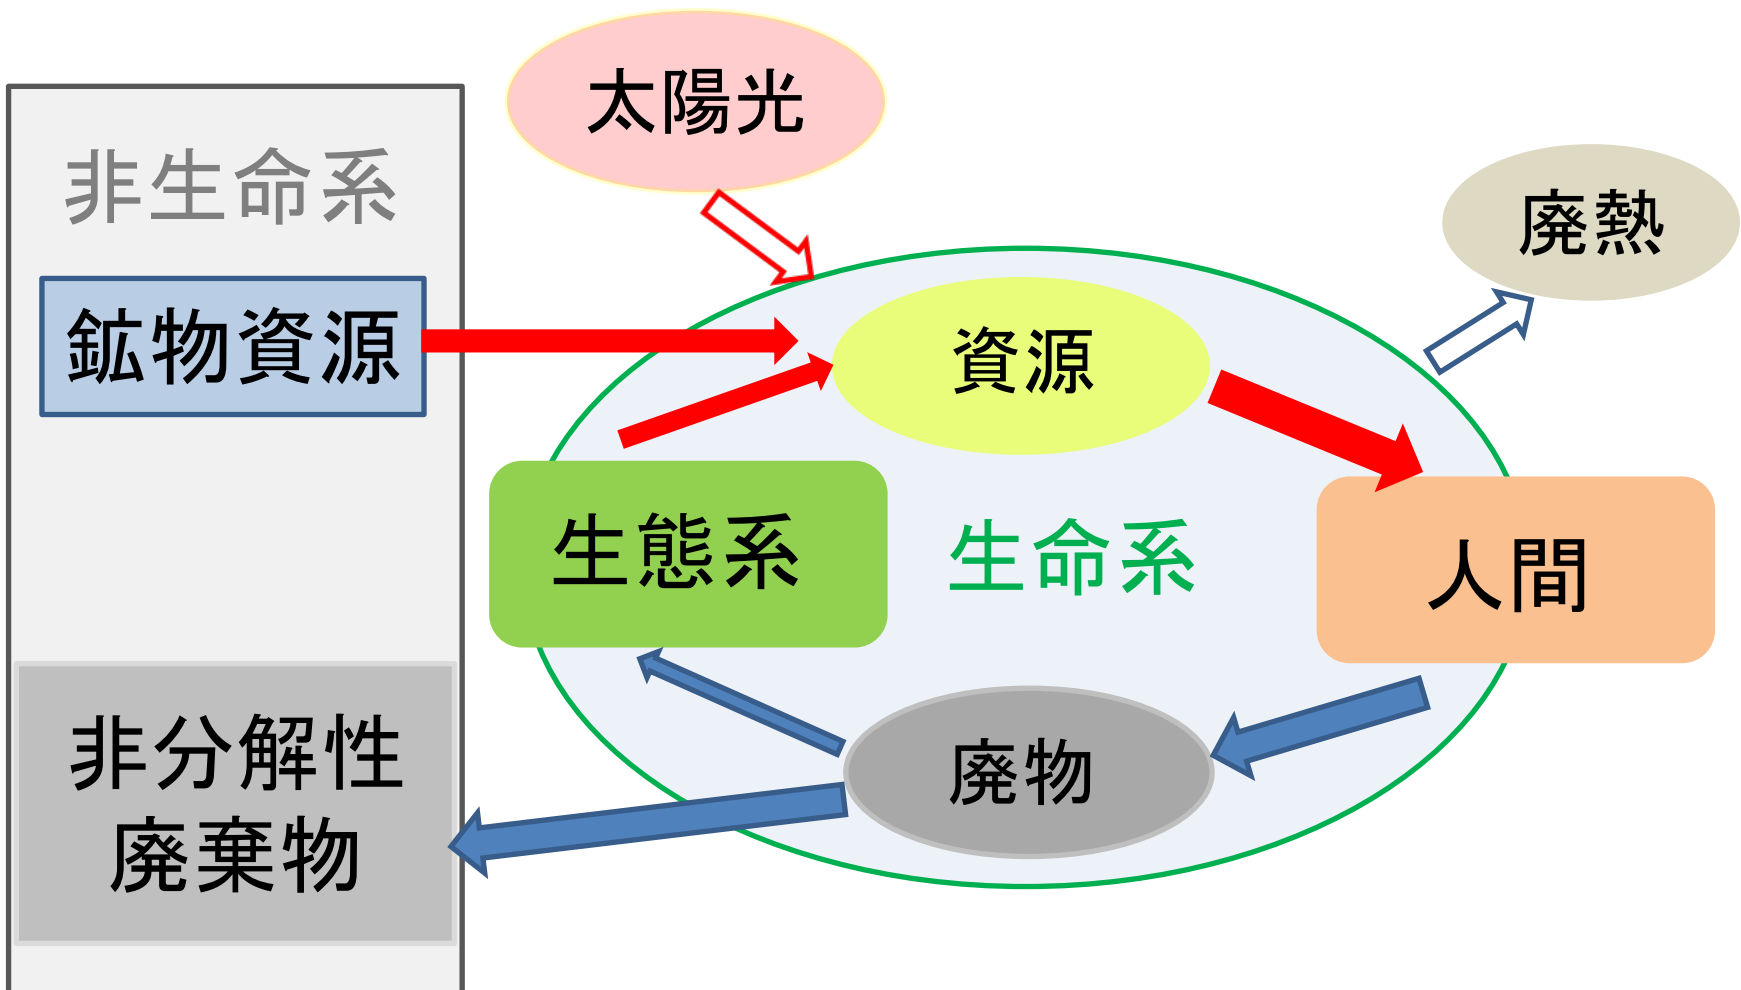 太陽光
非生命系
廃熱
鉱物資源
資源
生態系
生命系
人間
非分解性
廃棄物
廃物